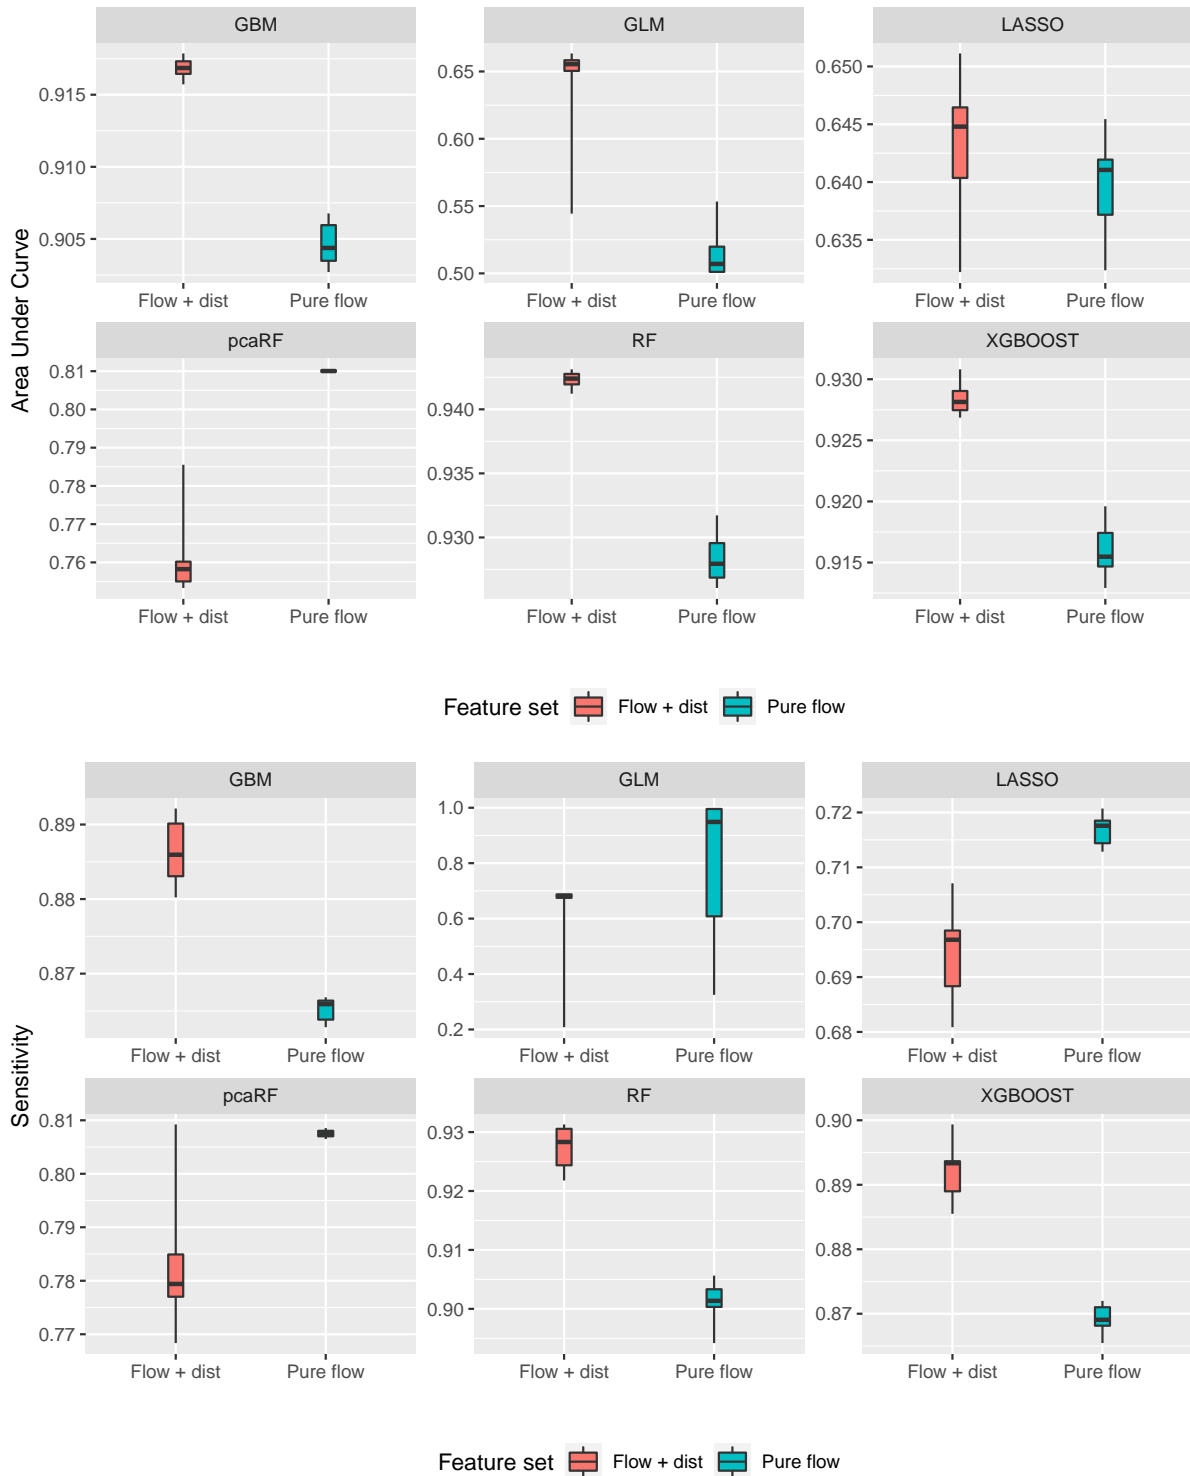 GBM GLM LASSO
Area Under Curve
0.915 0.65 0.650
0.910 0.60 0.645
0.905 0.55 0.640
0.50 0.635
Flow + dist Pure flow Flow + dist Pure flow Flow + dist Pure flow
pcaRF RF XGBOOST
0.81 0.940 0.930
0.80 0.935 0.925
0.79 0.930 0.920
0.78 0.915
0.77
0.76
Flow + dist Pure flow Flow + dist Pure flow Flow + dist Pure flow
Feature set Flow + dist Pure flow
GBM GLM LASSO
Sensitivity
0.89 1.0 0.72
0.88 0.8 0.71
0.87 0.6 0.70
0.4 0.69
0.2 0.68
Flow + dist Pure flow Flow + dist Pure flow Flow + dist Pure flow
pcaRF RF XGBOOST
0.81 0.93 0.90
0.80 0.92 0.89
0.79 0.91 0.88
0.78 0.90 0.87
0.77
Flow + dist Pure flow Flow + dist Pure flow Flow + dist Pure flow
Feature set Flow + dist Pure flow